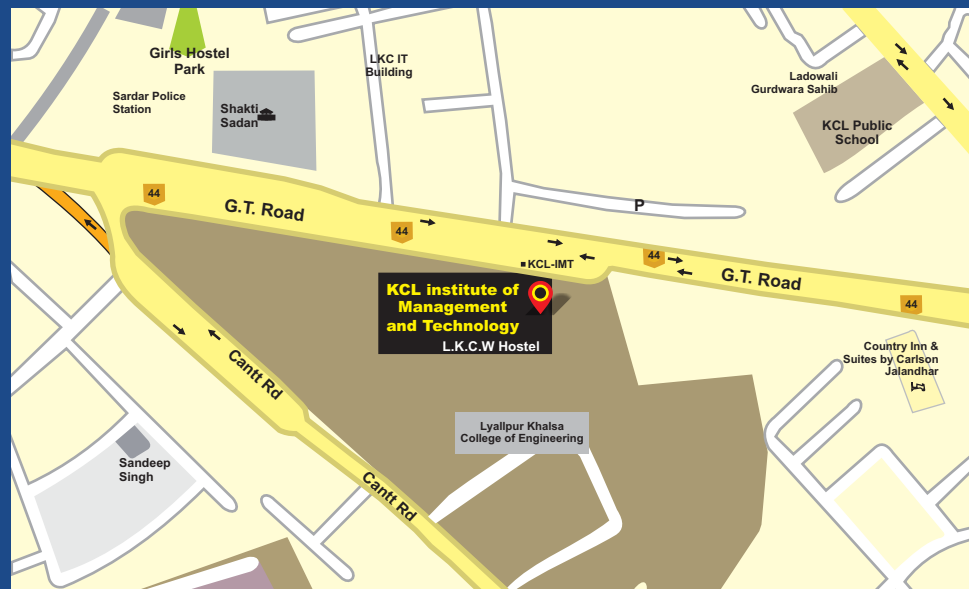 Girls Hostel
Park
LKC IT
Building
Sardar Police
Station
Shakti
Sadan
Ladowali
Gurdwara Sahib
KCL Public
School
44
G.T. Road
44
P
44
KCL-IMT
G.T. Road
44
KCL institute of
Management
and Technology
L.K.C.W Hostel
Country Inn &
Suites by Carlson
Jalandhar
Cantt Rd
Lyallpur Khalsa
College of Engineering
Sandeep
Singh
Cantt Rd